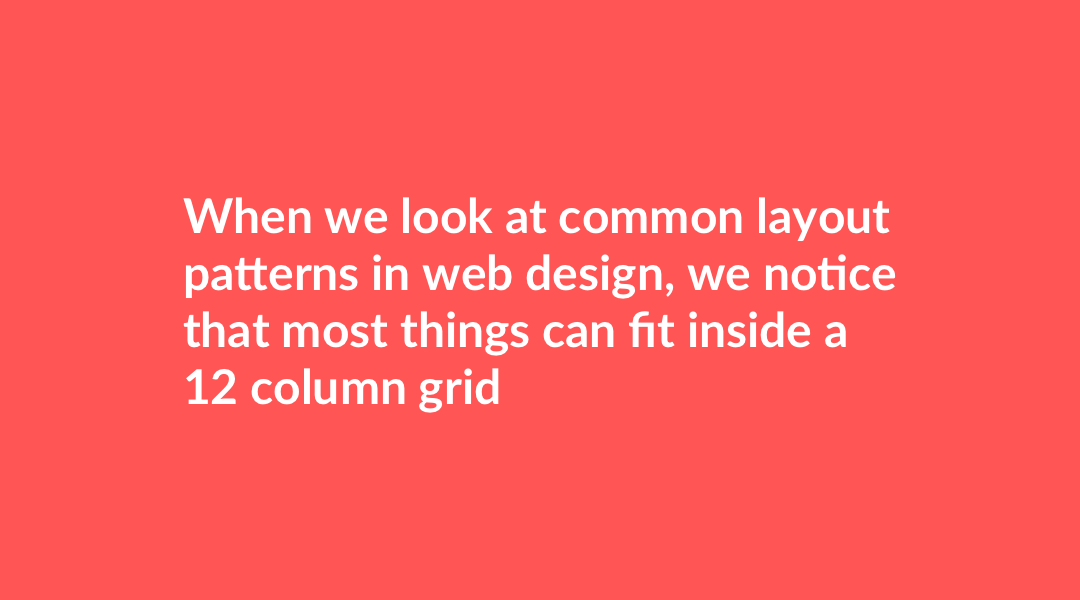 When we look at common layout
patterns in web design, we notice
that most things can fit inside a
12 column grid